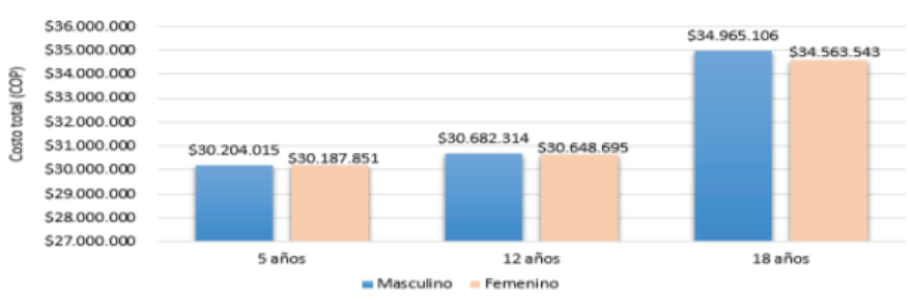 $36.000.000
$35.000.000
$34.000.000
$33.000.000
$32.000.000
$31.000.000
$30.000.000
$29.000.000
$28.000.000
$27.000.000
Costo total (COP)
$30.204.015
$30.187.851
$30.682.314
$30.648.695
$34.965.106
$34.563.543
5 años
12 años
18 años
Masculino
Femenino